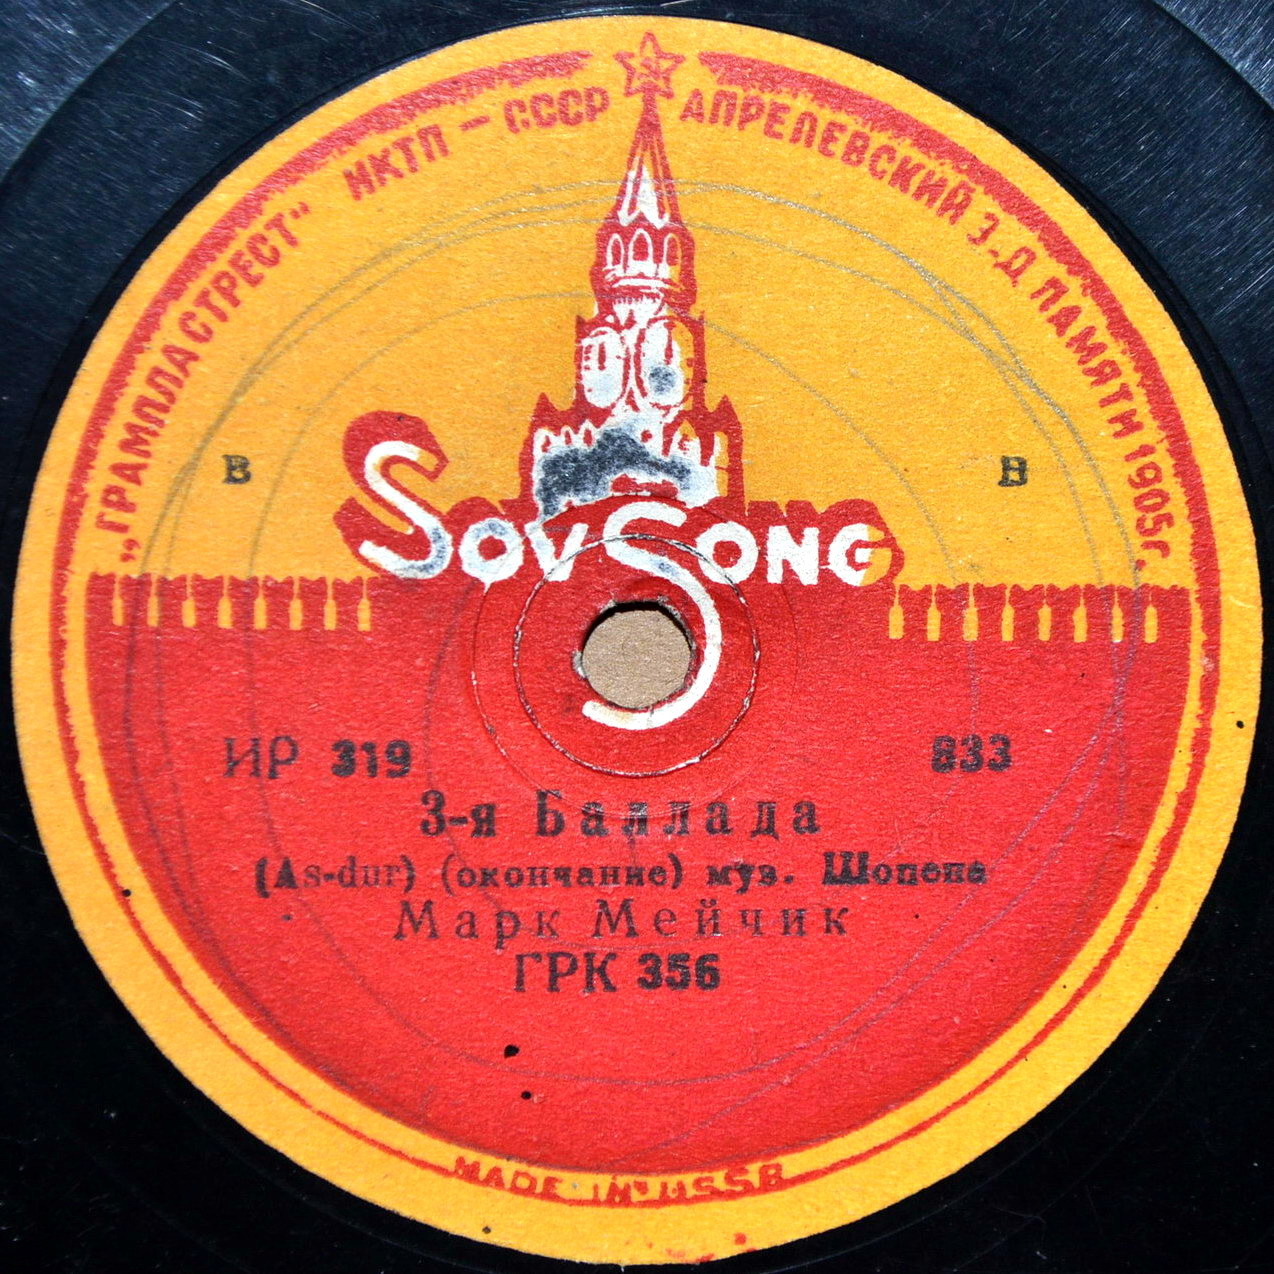 „ГРАМПЛАСТРЕСТ" НКТП – СССР АПРЕЛЕВСКИЙ З-Д ПАМЯТИ 1905г.
В В
SOVSONG
ИР 319 833
3-я Баллада
(As-dur) (окончание) муз. Шопена
Марк Мейчик
ГРК 356
MADE IN USSR